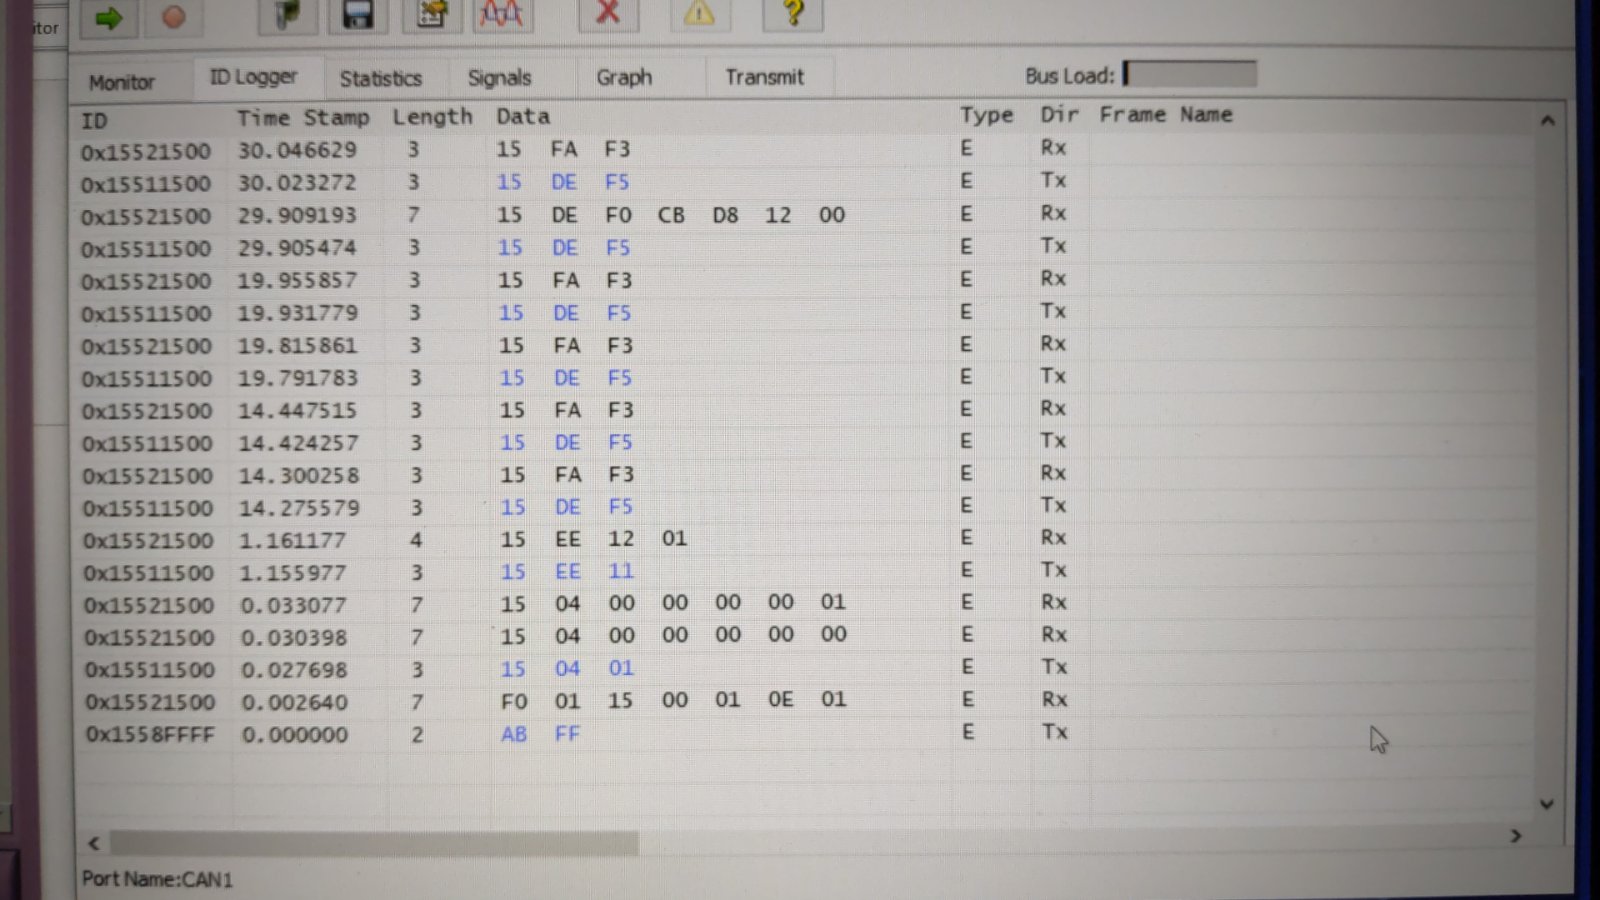 itor
Monitor ID Logger Statistics Signals Graph Transmit Bus Load:
ID Time Stamp Length Data Type Dir Frame Name
0x15521500 30.046629 3 15 FA F3 E Rx
0x15511500 30.023272 3 15 DE F5 E Tx
0x15521500 29.909193 7 15 DE F0 CB D8 12 00 E Rx
0x15511500 29.905474 3 15 DE F5 E Tx
0x15521500 19.955857 3 15 FA F3 E Rx
0x15511500 19.931779 3 15 DE F5 E Tx
0x15521500 19.815861 3 15 FA F3 E Rx
0x15511500 19.791783 3 15 DE F5 E Tx
0x15521500 14.447515 3 15 FA F3 E Rx
0x15511500 14.424257 3 15 DE F5 E Tx
0x15521500 14.300258 3 15 FA F3 E Rx
0x15511500 14.275579 3 15 DE F5 E Tx
0x15521500 1.161177 4 15 EE 12 01 E Rx
0x15511500 1.155977 3 15 EE 11 E Tx
0x15521500 0.033077 7 15 04 00 00 00 00 01 E Rx
0x15521500 0.030398 7 15 04 00 00 00 00 00 E Rx
0x15511500 0.027698 3 15 04 01 E Tx
0x15521500 0.002640 7 F0 01 15 00 01 0E 01 E Rx
0x1558FFFF 0.000000 2 AB FF E Tx
Port Name:CAN1